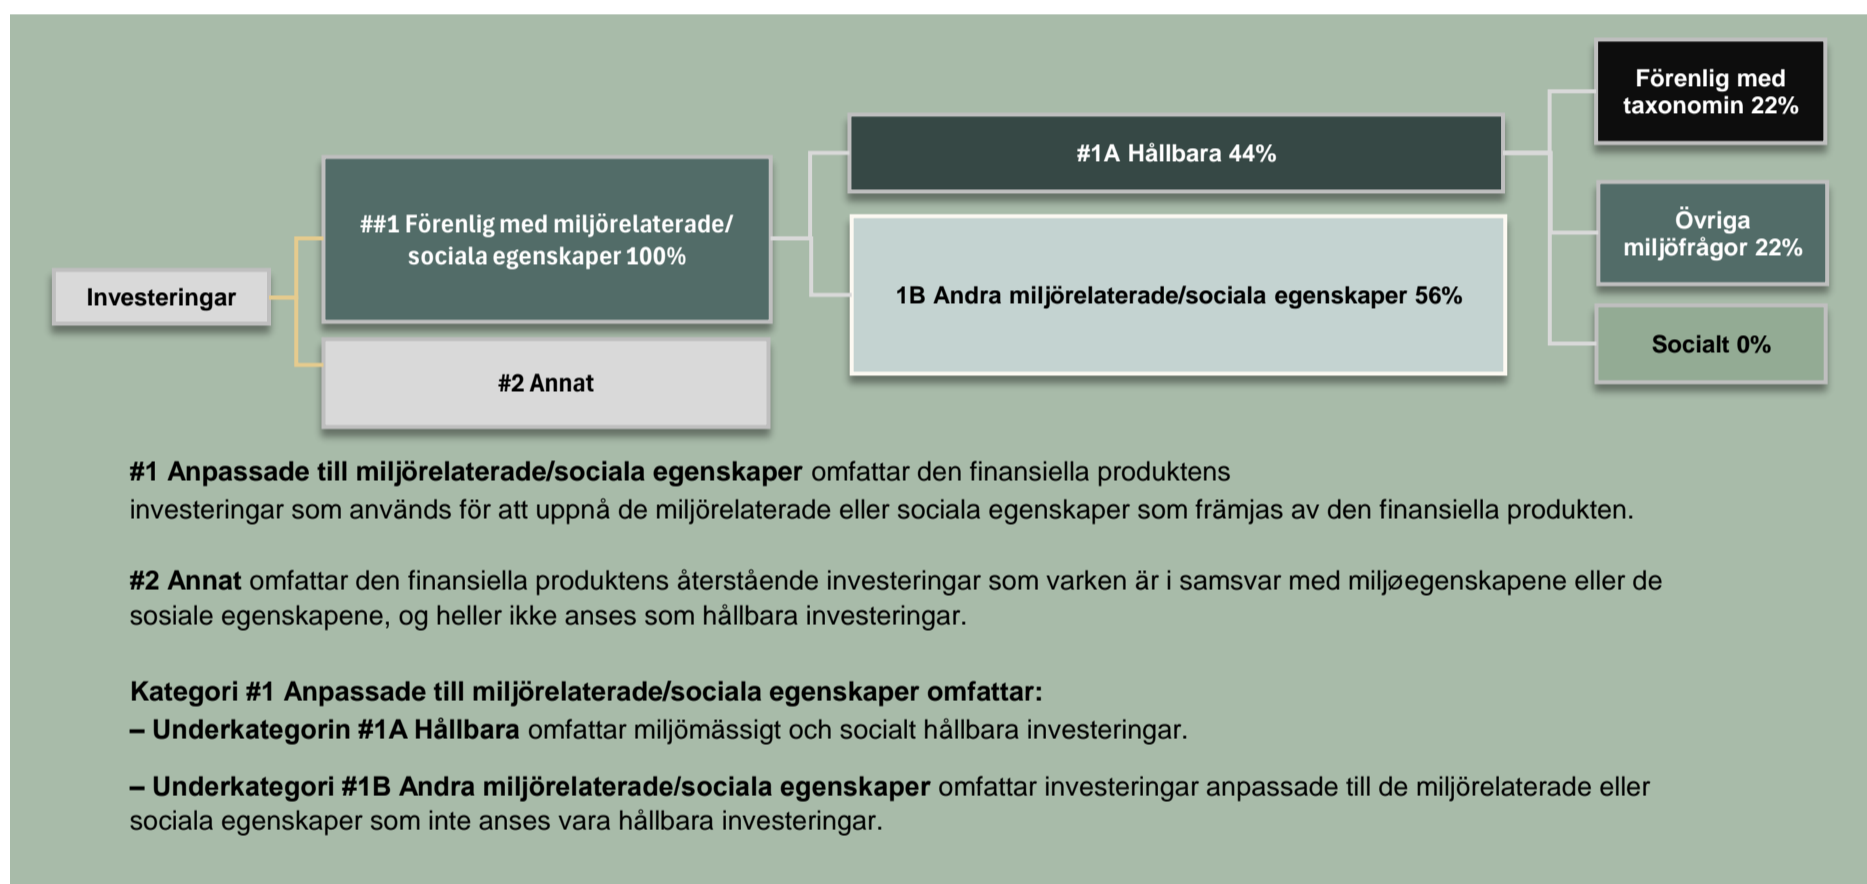 Investeringar
##1 Förenlig med miljörelaterade/
sociala egenskaper 100%
#2 Annat
#1A Hållbara 44%
1B Andra miljörelaterade/sociala egenskaper 56%
Förenlig med
taxonomin 22%
Övriga
miljöfrågor 22%
Socialt 0%
#1 Anpassade till miljörelaterade/sociala egenskaper omfattar den finansiella produktens
investeringar som används för att uppnå de miljörelaterade eller sociala egenskaper som främjas av den finansiella produkten.
#2 Annat omfattar den finansiella produktens återstående investeringar som varken är i samsvar med miljøegenskapene eller de
sosiale egenskapene, og heller ikke anses som hållbara investeringar.
Kategori #1 Anpassade till miljörelaterade/sociala egenskaper omfattar:
– Underkategorin #1A Hållbara omfattar miljömässigt och socialt hållbara investeringar.
– Underkategori #1B Andra miljörelaterade/sociala egenskaper omfattar investeringar anpassade till de miljörelaterade eller
sociala egenskaper som inte anses vara hållbara investeringar.